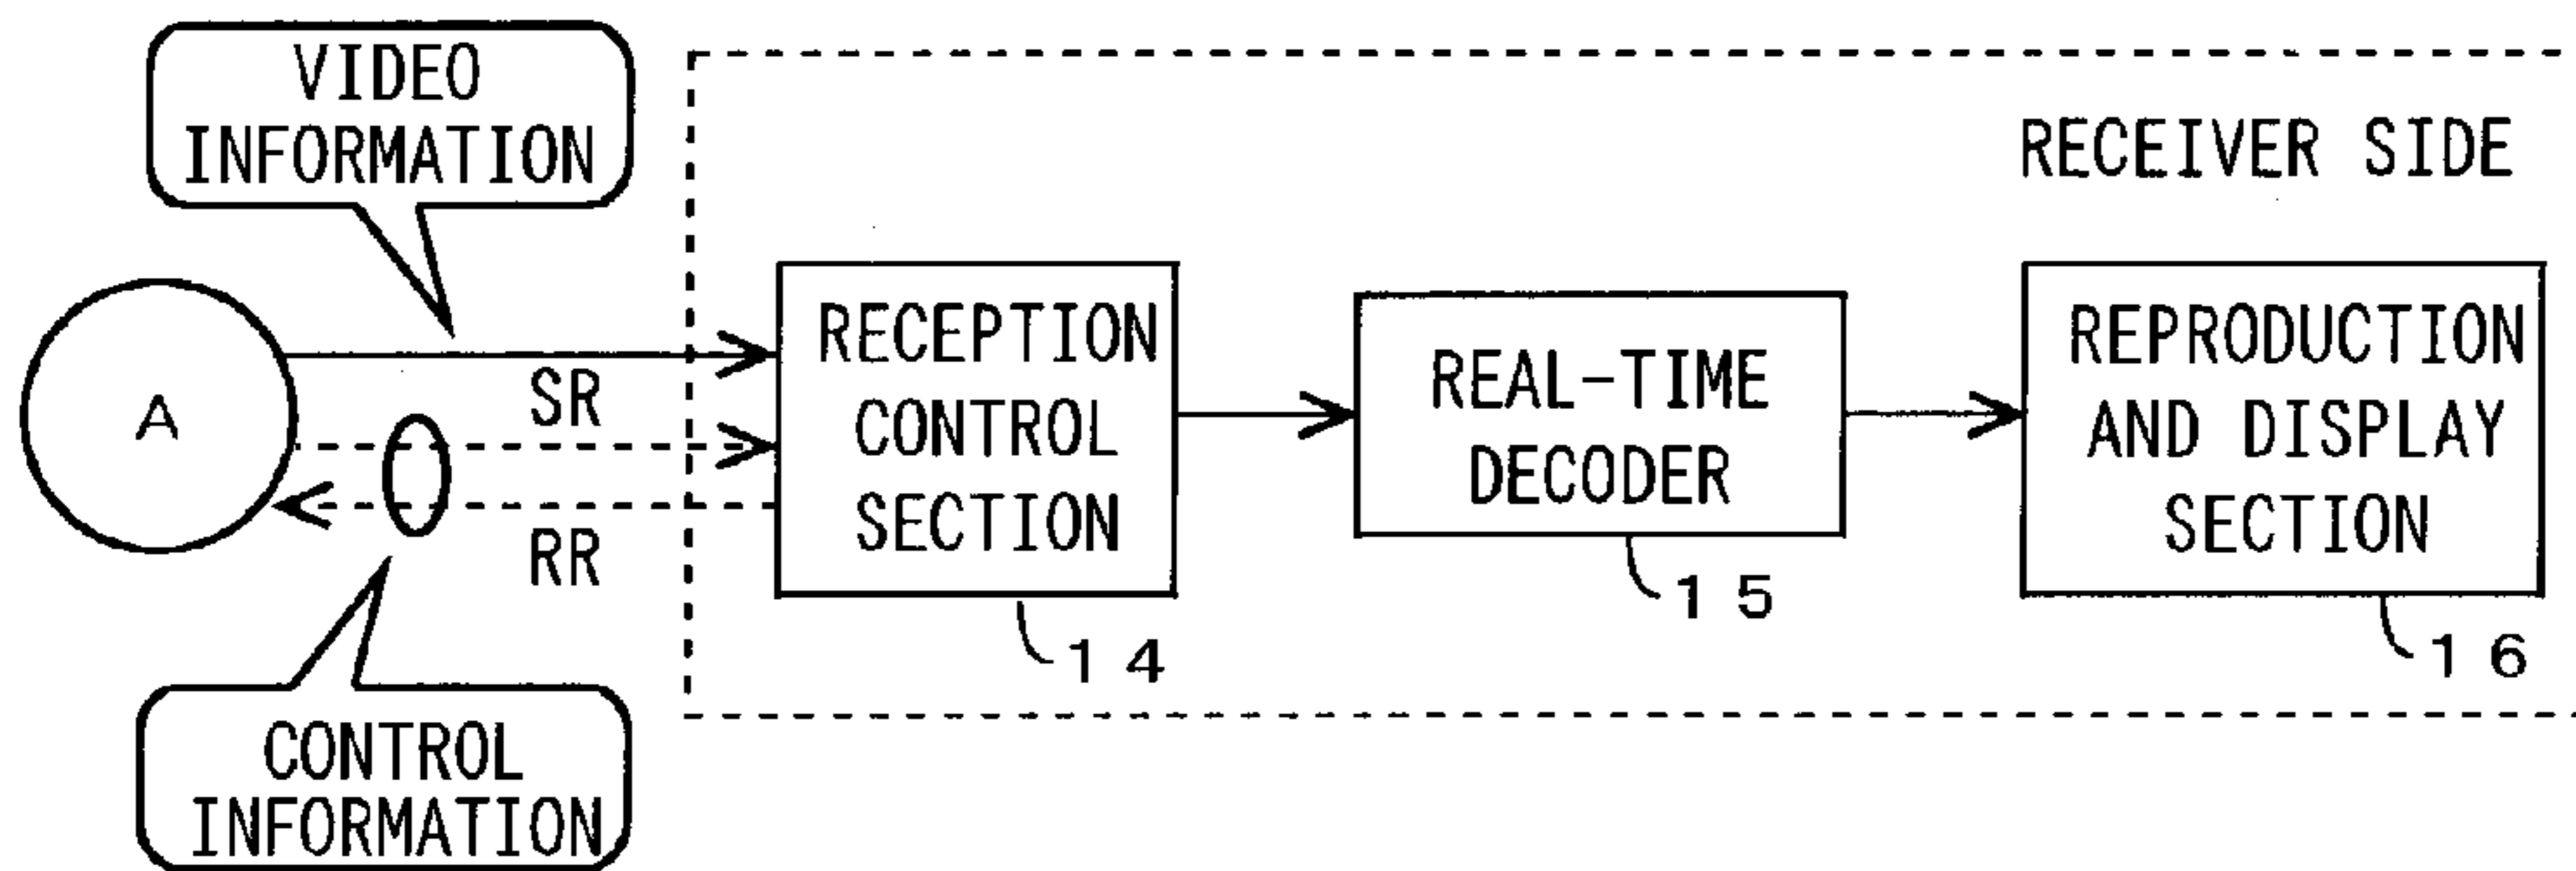 VIDEO
INFORMATION
RECEIVER SIDE
A
SR
RR
RECEPTION
CONTROL
SECTION
14
REAL-TIME
DECODER
15
REPRODUCTION
AND DISPLAY
SECTION
16
CONTROL
INFORMATION